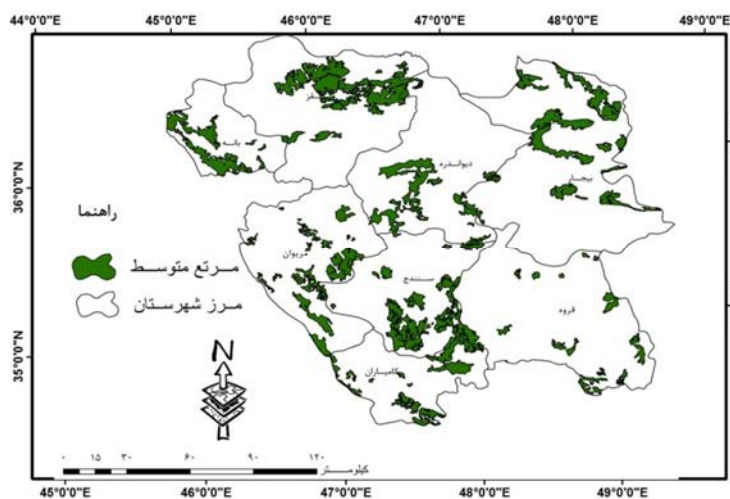 44°0'0"E 45°0'0"E 46°0'0"E 47°0'0"E 48°0'0"E 49°0'0"E
سقز
بانه
دیواندره
بیجار
36°0'0"N
راهنما
مریوان
مرتع متوسط
سنندج
مرز شهرستان
قروه
35°0'0"N
کامیاران
N
۰ ۱۵ ۳۰ ۶۰ ۹۰ ۱۲۰
کیلومتر
45°0'0"E 46°0'0"E 47°0'0"E 48°0'0"E 49°0'0"E